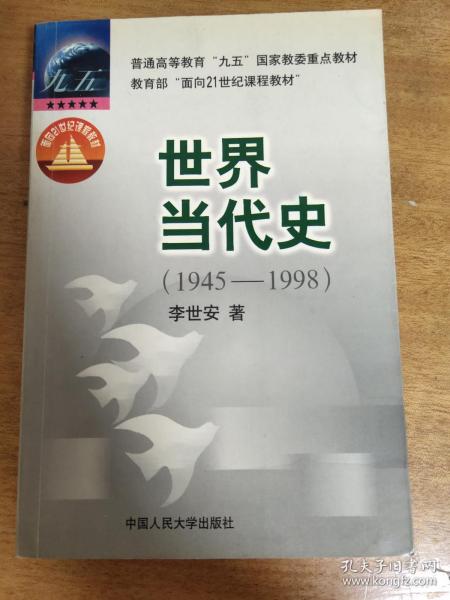 普通高等教育“九五”国家教委重点教材
教育部“面向21世纪课程教材”
九五
面向21世纪课程教材
世界
当代史
(1945—1998)
李世安 著
中国人民大学出版社
孔夫子旧书网
www.kongfz.com